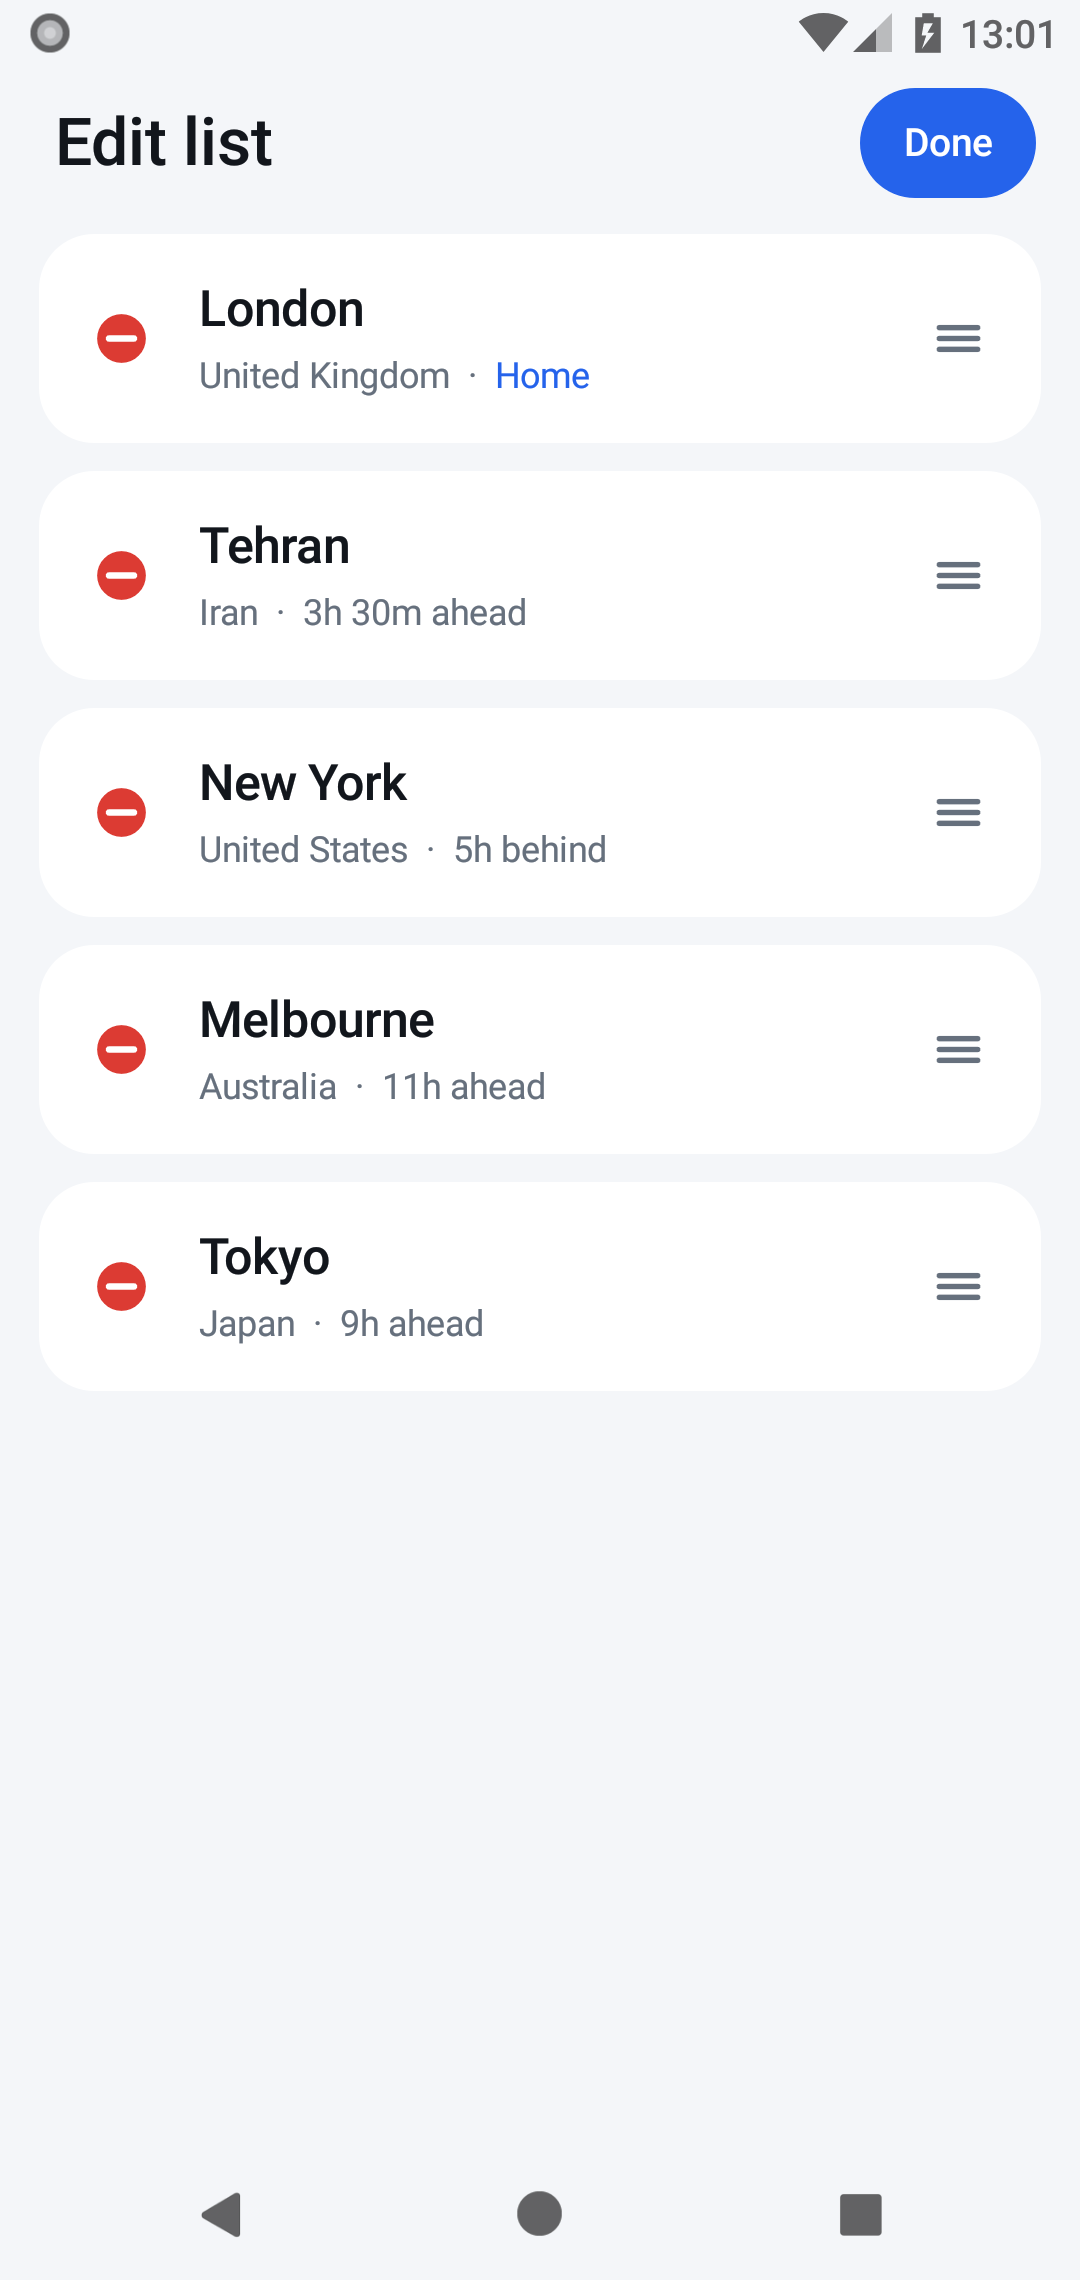 13:01
Edit list
Done
London
United Kingdom · Home
Tehran
Iran · 3h 30m ahead
New York
United States · 5h behind
Melbourne
Australia · 11h ahead
Tokyo
Japan · 9h ahead